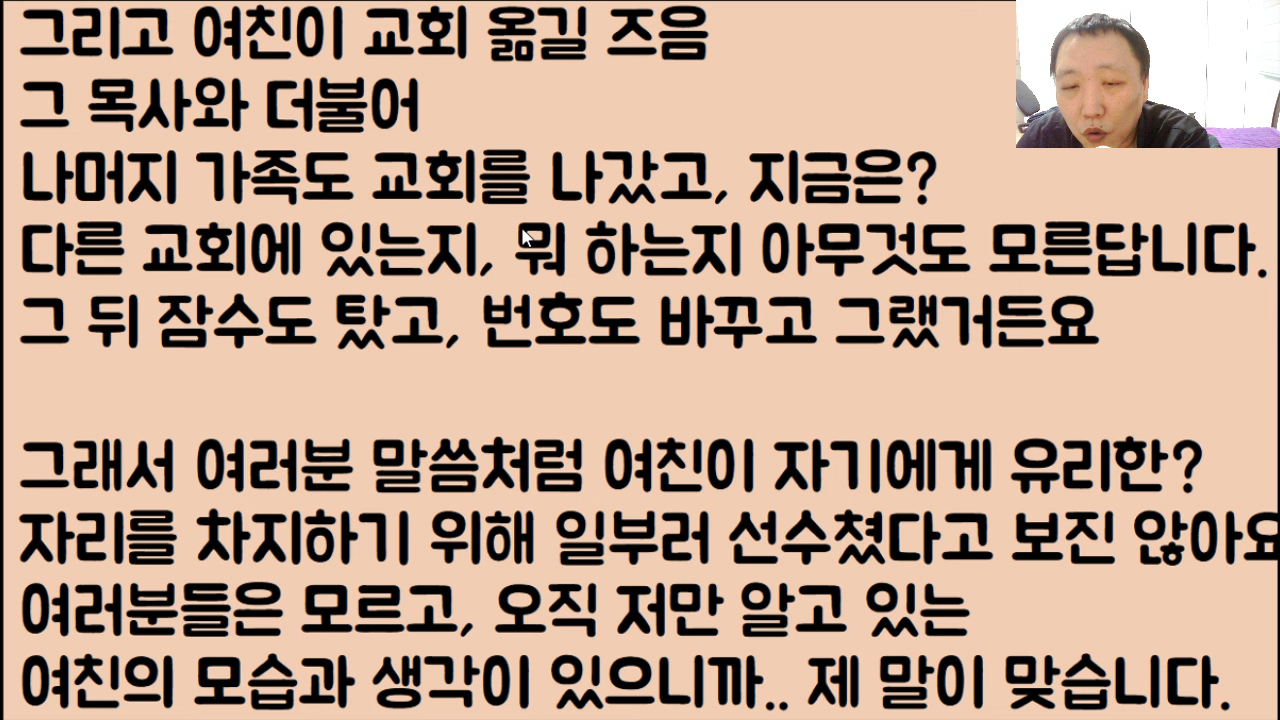 그리고 여친이 교회 옮길 즈음
그 목사와 더불어
나머지 가족도 교회를 나갔고, 지금은?
다른 교회에 있는지, 뭐 하는지 아무것도 모른답니다.
그 뒤 잠수도 탔고, 번호도 바꾸고 그랬거든요
그래서 여러분 말씀처럼 여친이 자기에게 유리한?
자리를 차지하기 위해 일부러 선수쳤다고 보진 않아요
여러분들은 모르고, 오직 저만 알고 있는
여친의 모습과 생각이 있으니까.. 제 말이 맞습니다.